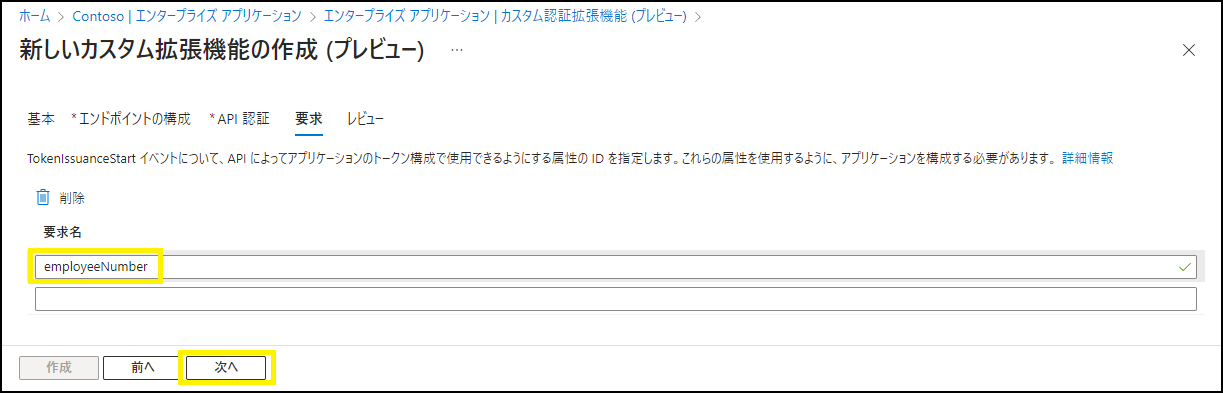 ホーム > Contoso | エンタープライズ アプリケーション > エンタープライズ アプリケーション | カスタム認証拡張機能 (プレビュー) >
新しいカスタム拡張機能の作成 (プレビュー) …
基本 * エンドポイントの構成 * API 認証 要求 レビュー
TokenIssuanceStart イベントについて、API によってアプリケーションのトークン構成で使用できるようにする属性の ID を指定します。これらの属性を使用するように、アプリケーションを構成する必要があります。 詳細情報
削除
要求名
employeeNumber
作成 前へ 次へ